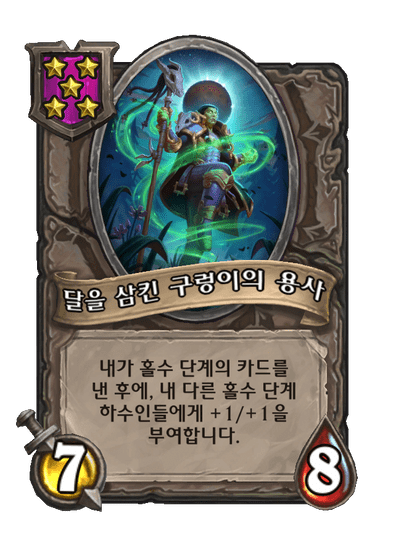 달을 삼킨 구렁이의 용사
내가 홀수 단계의 카드를
낸 후에, 내 다른 홀수 단계
하수인들에게 +1/+1을
부여합니다.
7
8